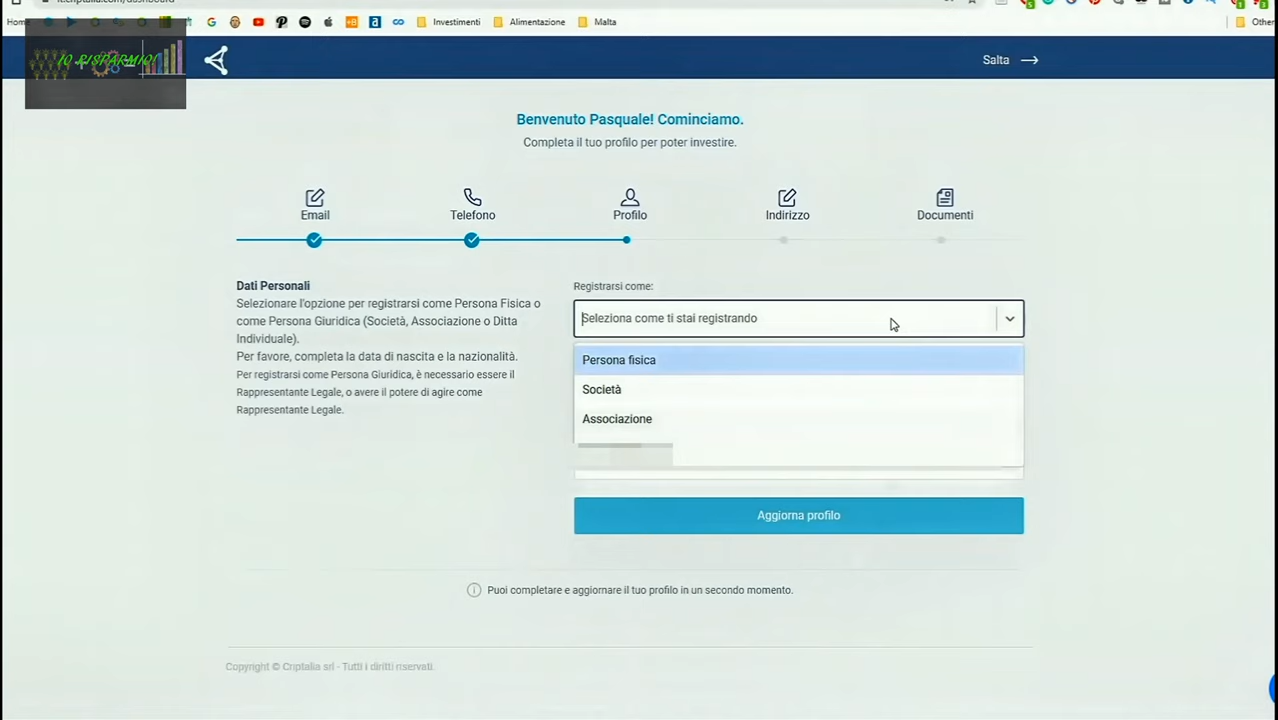 Home
Investimenti
Alimentazione
Malta
Other
IO RISPARMIO!
Salta
Benvenuto Pasquale! Cominciamo.
Completa il tuo profilo per poter investire.
Email
Telefono
Profilo
Indirizzo
Documenti
Dati Personali
Selezionare l'opzione per registrarsi come Persona Fisica o
come Persona Giuridica (Società, Associazione o Ditta
Individuale).
Per favore, completa la data di nascita e la nazionalità.
Per registrarsi come Persona Giuridica, è necessario essere il
Rappresentante Legale, o avere il potere di agire come
Rappresentante Legale.
Registrarsi come:
Seleziona come ti stai registrando
Persona fisica
Società
Associazione
Aggiorna profilo
Puoi completare e aggiornare il tuo profilo in un secondo momento.
Copyright © Criptalia srl - Tutti i diritti riservati.